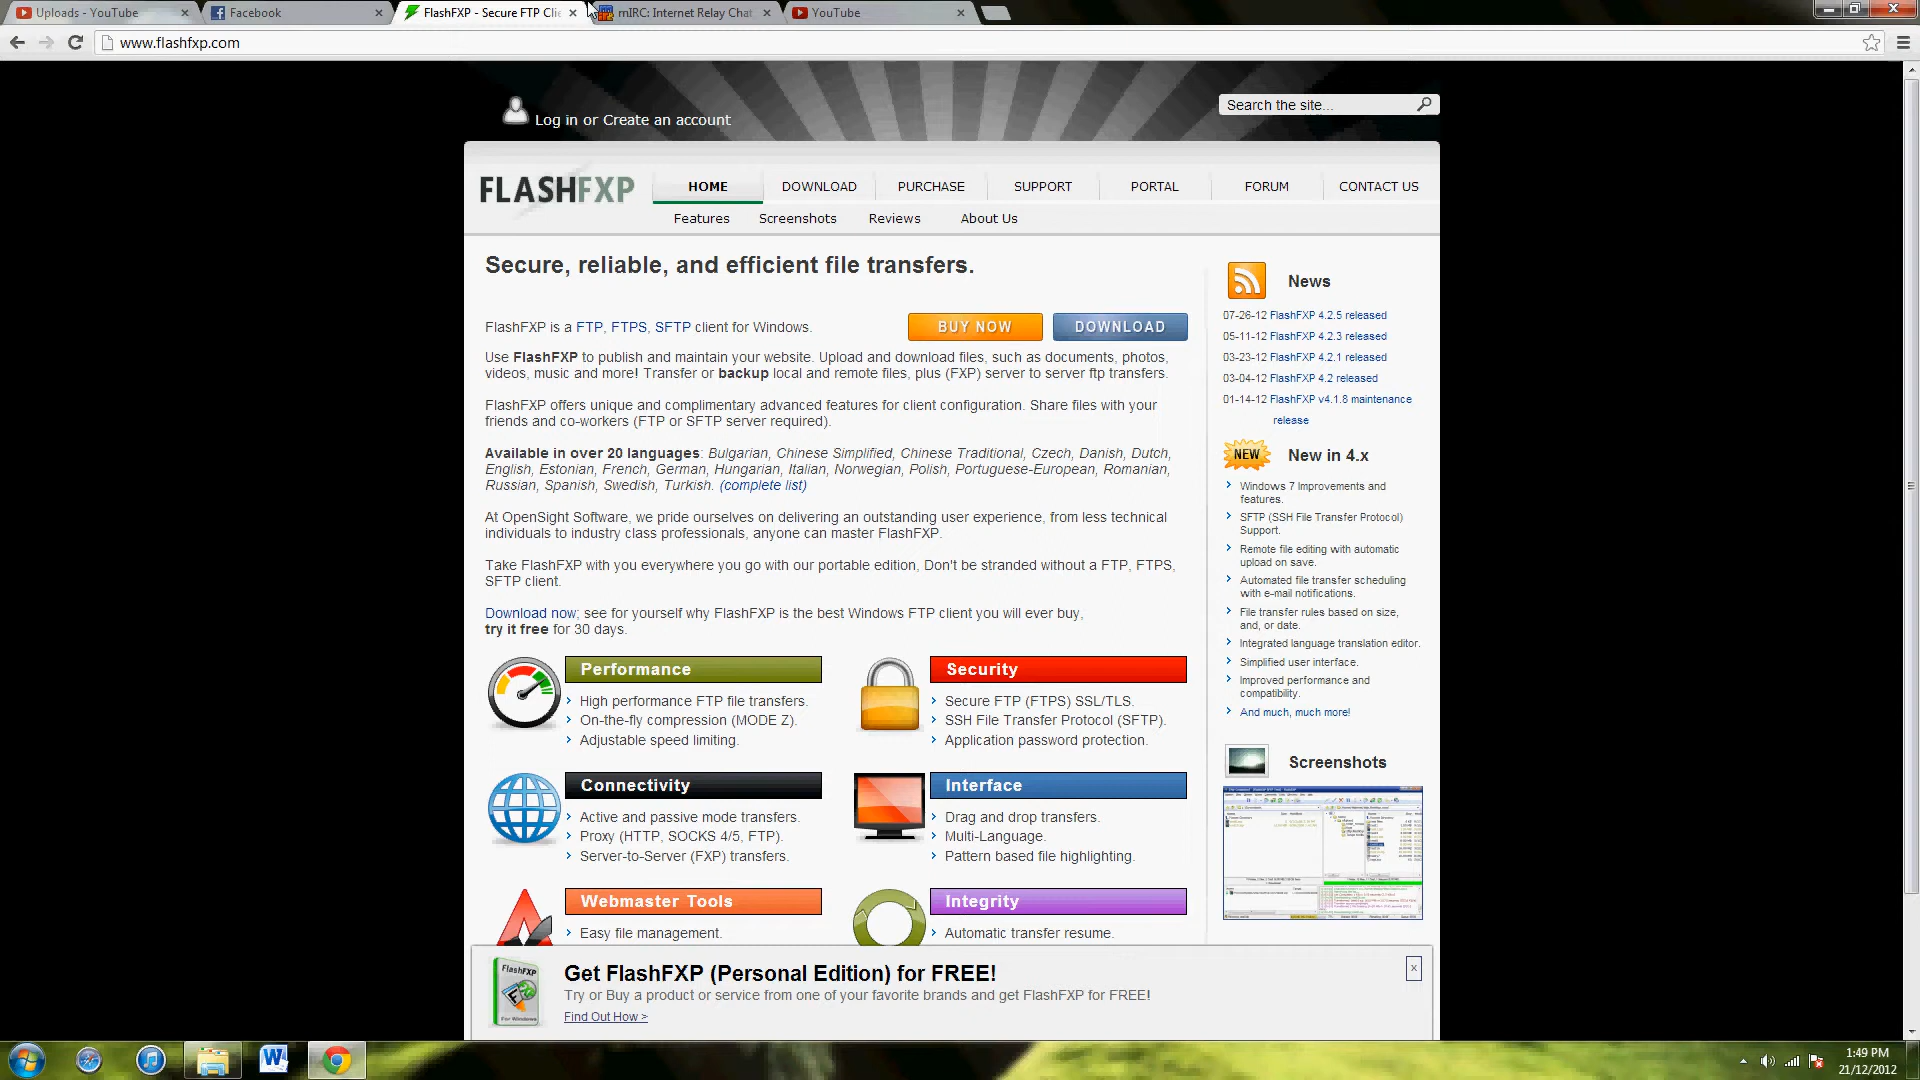 Uploads - YouTube
Facebook
FlashFXP - Secure FTP Clie
mIRC: Internet Relay Chat
YouTube
www.flashfxp.com
Log in or Create an account
Search the site...
FLASHFXP
HOME
DOWNLOAD
PURCHASE
SUPPORT
PORTAL
FORUM
CONTACT US
Features
Screenshots
Reviews
About Us
Secure, reliable, and efficient file transfers.
FlashFXP is a FTP, FTPS, SFTP client for Windows.
BUY NOW
DOWNLOAD
Use FlashFXP to publish and maintain your website. Upload and download files, such as documents, photos,
videos, music and more! Transfer or backup local and remote files, plus (FXP) server to server ftp transfers.
FlashFXP offers unique and complimentary advanced features for client configuration. Share files with your
friends and co-workers (FTP or SFTP server required).
Available in over 20 languages: Bulgarian, Chinese Simplified, Chinese Traditional, Czech, Danish, Dutch,
English, Estonian, French, German, Hungarian, Italian, Norwegian, Polish, Portuguese-European, Romanian,
Russian, Spanish, Swedish, Turkish. (complete list)
At OpenSight Software, we pride ourselves on delivering an outstanding user experience, from less technical
individuals to industry class professionals, anyone can master FlashFXP.
Take FlashFXP with you everywhere you go with our portable edition, Don't be stranded without a FTP, FTPS,
SFTP client.
Download now; see for yourself why FlashFXP is the best Windows FTP client you will ever buy,
try it free for 30 days.
Performance
High performance FTP file transfers.
On-the-fly compression (MODE Z).
Adjustable speed limiting.
Security
Secure FTP (FTPS) SSL/TLS.
SSH File Transfer Protocol (SFTP).
Application password protection.
Connectivity
Active and passive mode transfers.
Proxy (HTTP, SOCKS 4/5, FTP).
Server-to-Server (FXP) transfers.
Interface
Drag and drop transfers.
Multi-Language.
Pattern based file highlighting.
Webmaster Tools
Easy file management.
Integrity
Automatic transfer resume.
News
07-26-12 FlashFXP 4.2.5 released
05-11-12 FlashFXP 4.2.3 released
03-23-12 FlashFXP 4.2.1 released
03-04-12 FlashFXP 4.2 released
01-14-12 FlashFXP v4.1.8 maintenance
release
NEW
New in 4.x
Windows 7 Improvements and
features.
SFTP (SSH File Transfer Protocol)
Support.
Remote file editing with automatic
upload on save.
Automated file transfer scheduling
with e-mail notifications.
File transfer rules based on size,
and, or date.
Integrated language translation editor.
Simplified user interface.
Improved performance and
compatibility.
And much, much more!
Screenshots
FlashFXP
For Windows
Get FlashFXP (Personal Edition) for FREE!
Try or Buy a product or service from one of your favorite brands and get FlashFXP for FREE!
Find Out How >
1:49 PM
21/12/2012